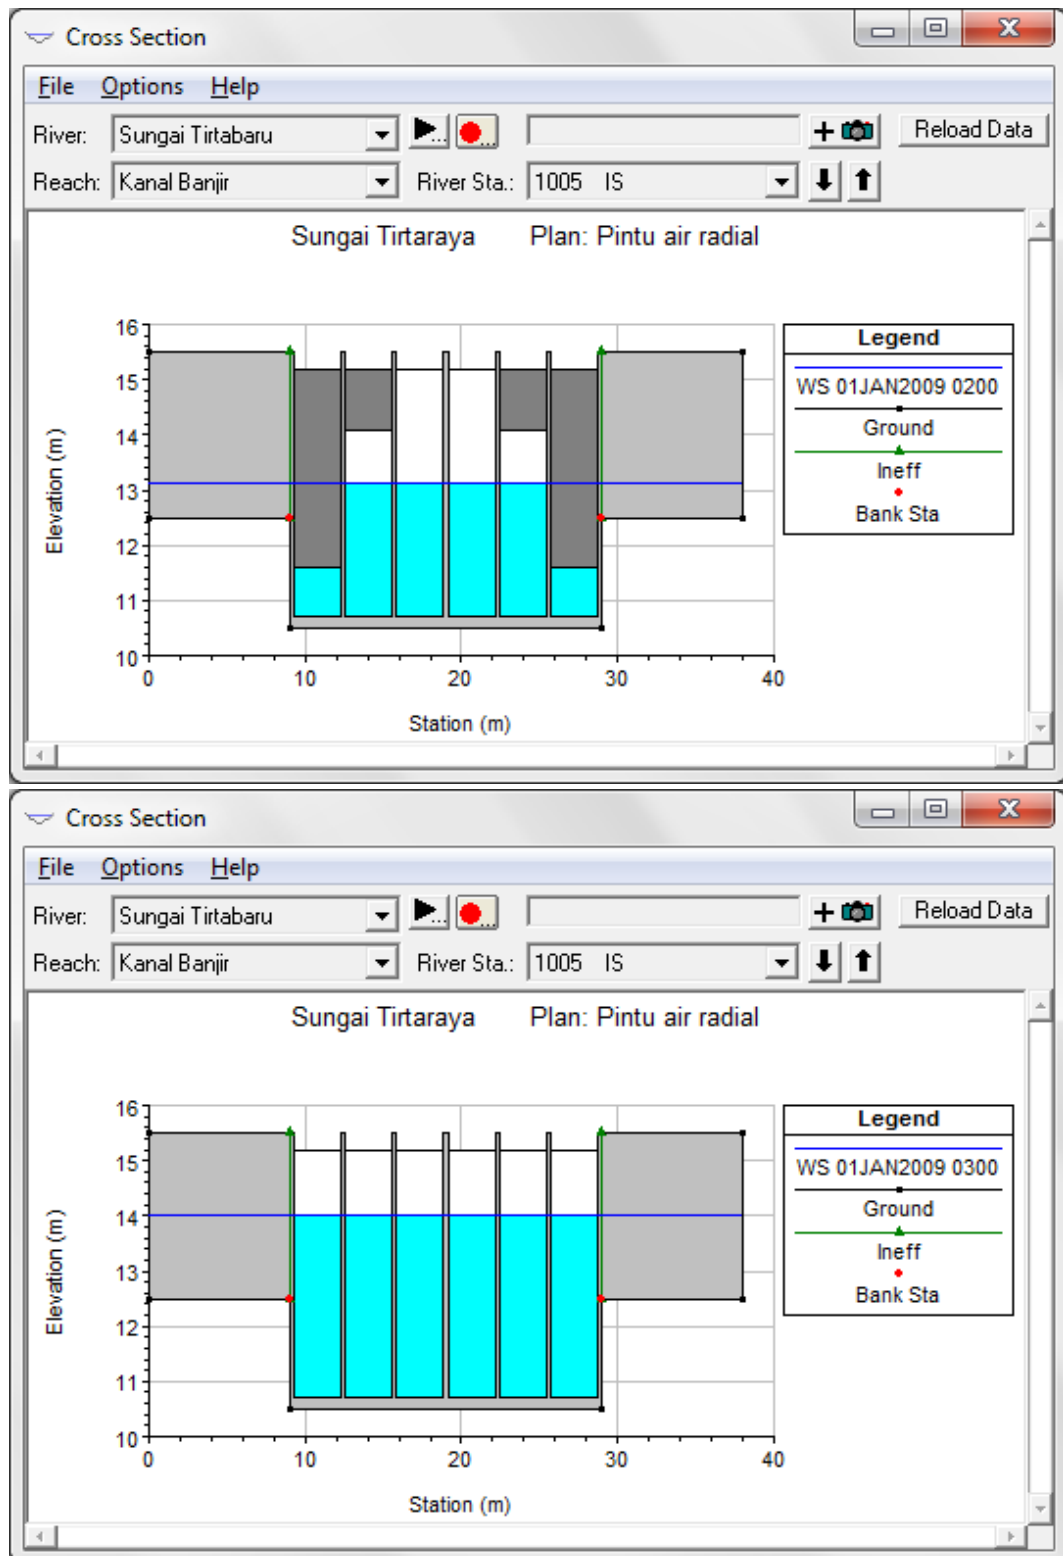 Cross Section
File Options Help
River: Sungai Tirtabaru ... ... + Reload Data
Reach: Kanal Banjir River Sta.: 1005 IS
Sungai Tirtaraya Plan: Pintu air radial
16
15
14
13
12
11
10
Elevation (m)
0 10 20 30 40
Station (m)
Legend
WS 01JAN2009 0200
Ground
Ineff
Bank Sta
Cross Section
File Options Help
River: Sungai Tirtabaru ... ... + Reload Data
Reach: Kanal Banjir River Sta.: 1005 IS
Sungai Tirtaraya Plan: Pintu air radial
16
15
14
13
12
11
10
Elevation (m)
0 10 20 30 40
Station (m)
Legend
WS 01JAN2009 0300
Ground
Ineff
Bank Sta